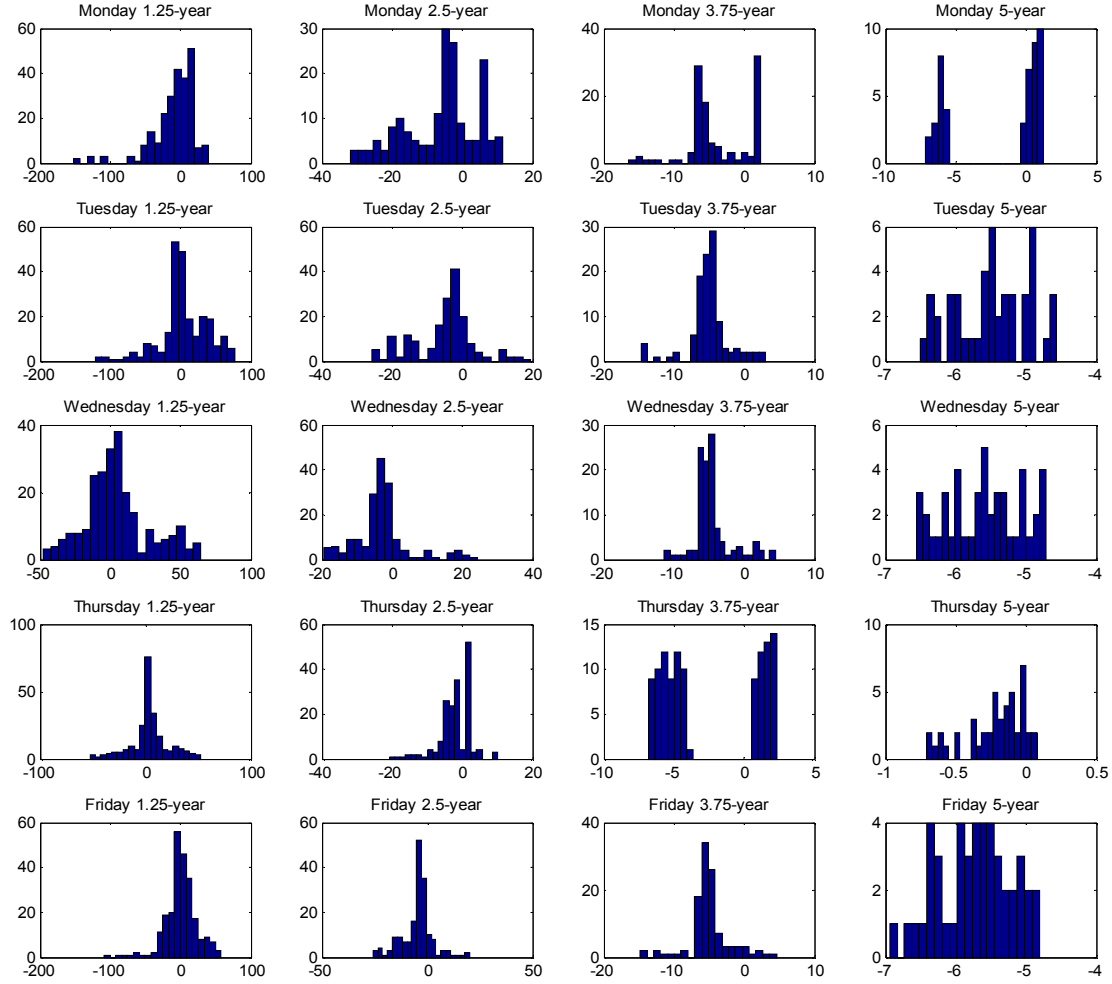 Monday 1.25-year Monday 2.5-year Monday 3.75-year Monday 5-year
60 30 40 10
40 20
20 5
20 10
0 0 0 0
-200 -100 0 100 -40 -20 0 20 -20 -10 0 10 -10 -5 0 5
Tuesday 1.25-year Tuesday 2.5-year Tuesday 3.75-year Tuesday 5-year
60 60 30 6
40 40 20 4
20 20 10 2
0 0 0 0
-200 -100 0 100 -40 -20 0 20 -20 -10 0 10 -7 -6 -5 -4
Wednesday 1.25-year Wednesday 2.5-year Wednesday 3.75-year Wednesday 5-year
40 60 30 6
40 20 4
20
20 10 2
0 0 0 0
-50 0 50 100 -20 0 20 40 -20 -10 0 10 -7 -6 -5 -4
Thursday 1.25-year Thursday 2.5-year Thursday 3.75-year Thursday 5-year
100 60 15 10
40 10
50 5
20 5
0 0 0 0
-100 0 100 -40 -20 0 20 -10 -5 0 5 -1 -0.5 0 0.5
Friday 1.25-year Friday 2.5-year Friday 3.75-year Friday 5-year
60 60 40 4
40 40
20 2
20 20
0 0 0 0
-200 -100 0 100 -50 0 50 -20 -10 0 10 -7 -6 -5 -4